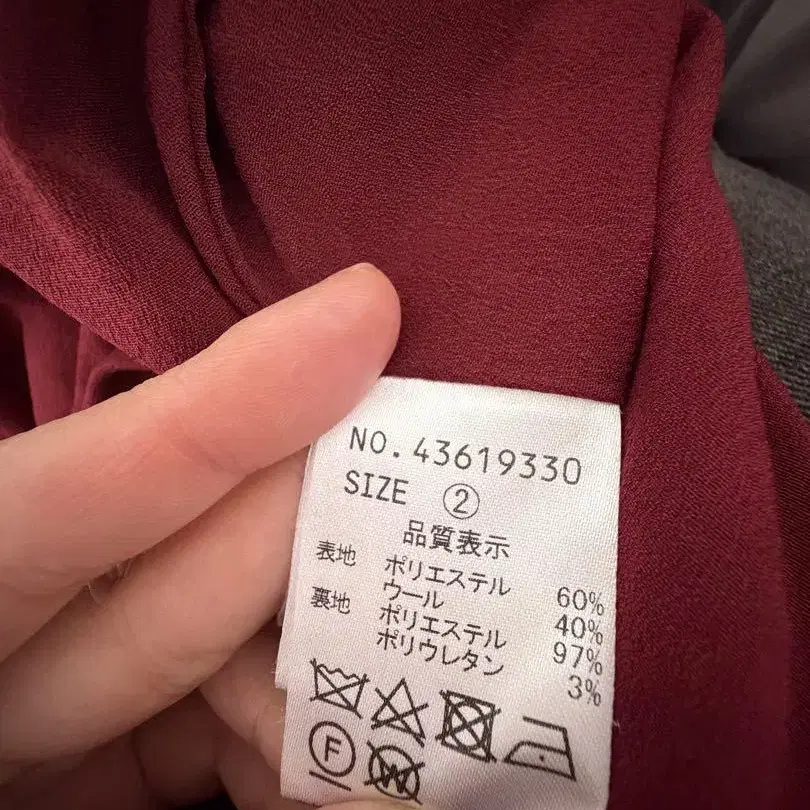 NO.43619330
SIZE ②
品質表示
表地 ポリエステル 60%
ウール 40%
裏地 ポリエステル 97%
ポリウレタン 3%
F W